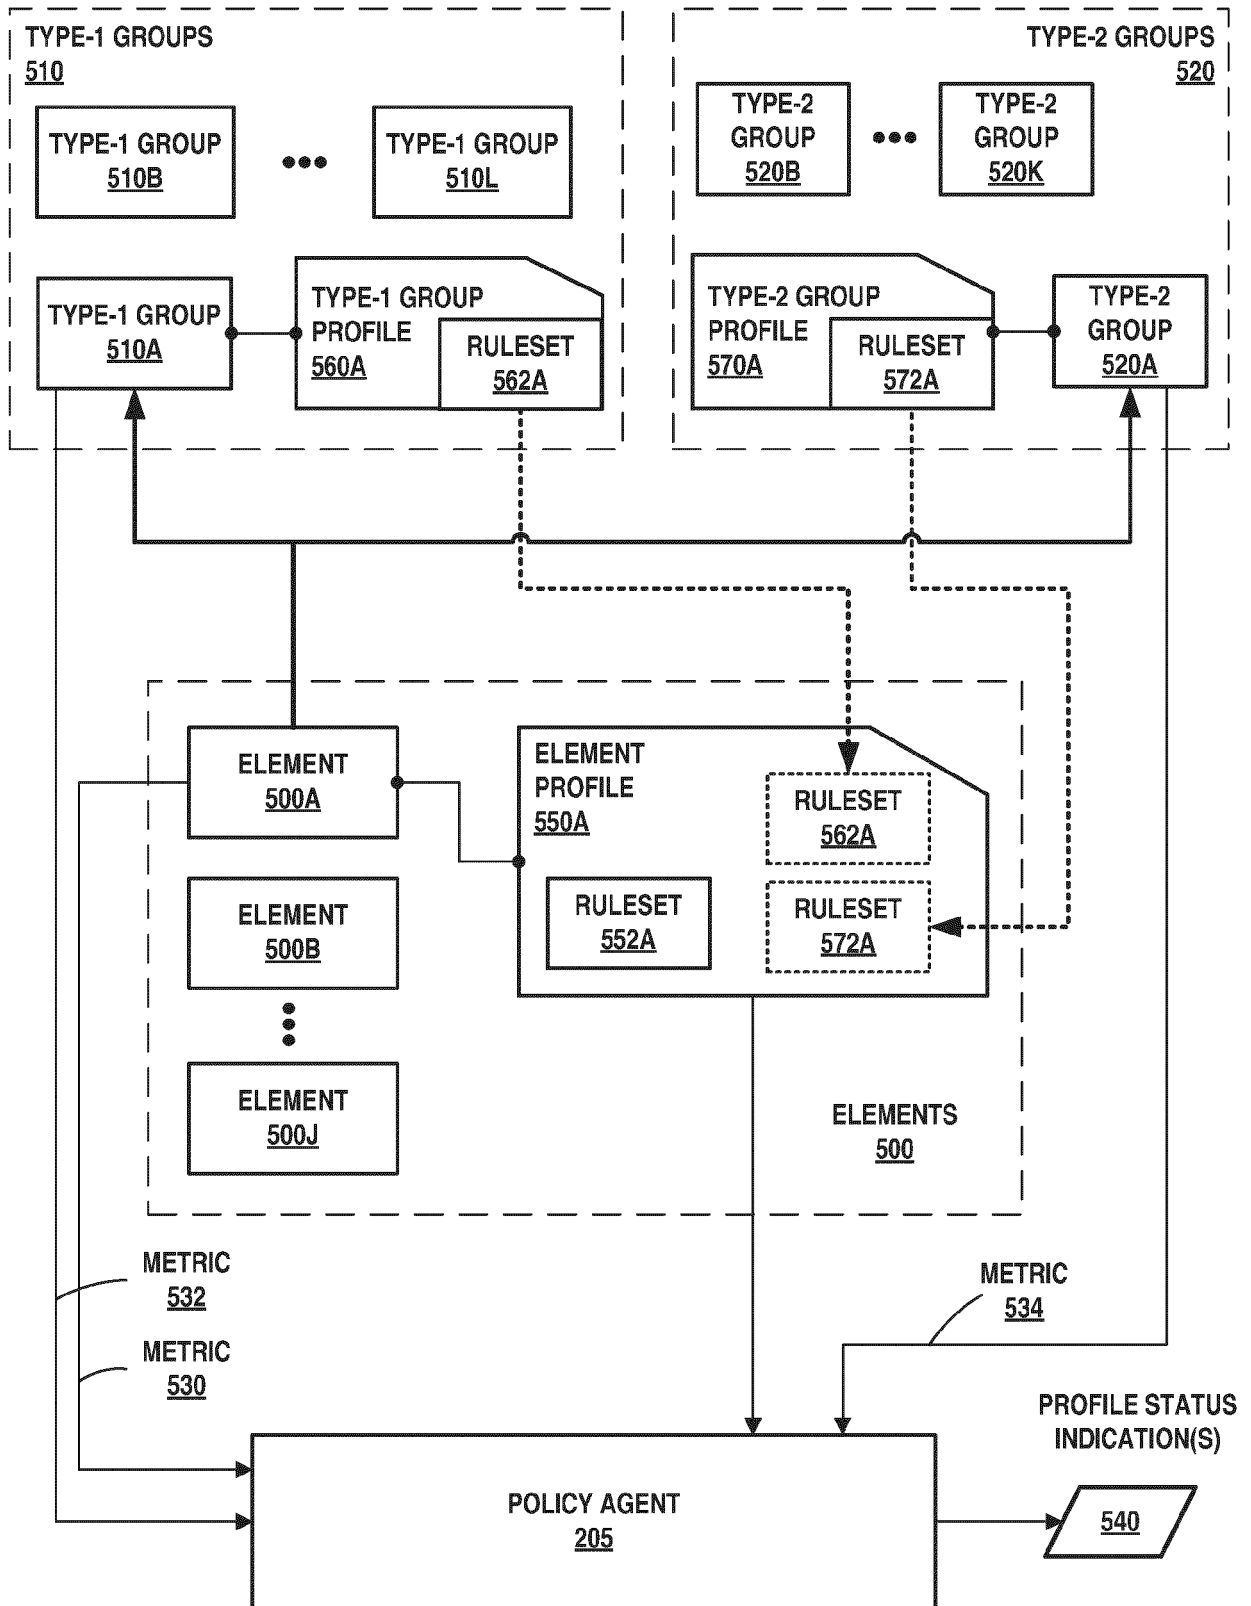 TYPE-1 GROUPS
510
TYPE-1 GROUP
510B
TYPE-1 GROUP
510L
TYPE-1 GROUP
510A
TYPE-1 GROUP
PROFILE
560A
RULESET
562A
TYPE-2 GROUPS
520
TYPE-2
GROUP
520B
TYPE-2
GROUP
520K
TYPE-2 GROUP
PROFILE
570A
RULESET
572A
TYPE-2
GROUP
520A
ELEMENT
500A
ELEMENT
500B
ELEMENT
500J
ELEMENT
PROFILE
550A
RULESET
562A
RULESET
552A
RULESET
572A
ELEMENTS
500
METRIC
532
METRIC
530
METRIC
534
PROFILE STATUS
INDICATION(S)
540
POLICY AGENT
205